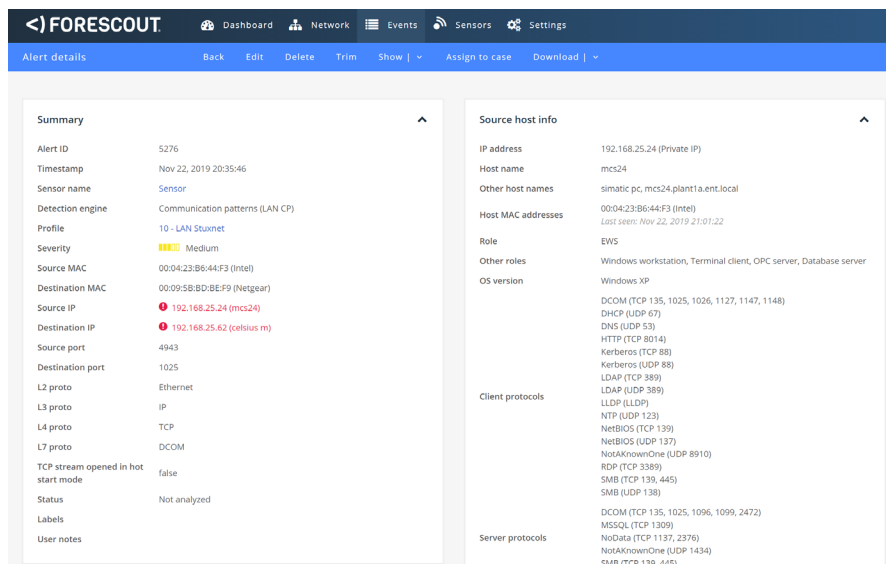 FORESCOUT.
Dashboard Network Events Sensors Settings
Alert details Back Edit Delete Trim Show | Assign to case Download |
Summary
Alert ID 5276
Timestamp Nov 22, 2019 20:35:46
Sensor name Sensor
Detection engine Communication patterns (LAN CP)
Profile 10 - LAN Stuxnet
Severity Medium
Source MAC 00:04:23:B6:44:F3 (Intel)
Destination MAC 00:09:5B:BD:BE:F9 (Netgear)
Source IP 192.168.25.24 (mcs24)
Destination IP 192.168.25.62 (celsius m)
Source port 4943
Destination port 1025
L2 proto Ethernet
L3 proto IP
L4 proto TCP
L7 proto DCOM
TCP stream opened in hot
start mode false
Status Not analyzed
Labels
User notes
Source host info
IP address 192.168.25.24 (Private IP)
Host name mcs24
Other host names simatic pc, mcs24.plant1a.ent.local
Host MAC addresses 00:04:23:B6:44:F3 (Intel)
Last seen: Nov 22, 2019 21:01:22
Role EWS
Other roles Windows workstation, Terminal client, OPC server, Database server
OS version Windows XP
Client protocols
DCOM (TCP 135, 1025, 1026, 1127, 1147, 1148)
DHCP (UDP 67)
DNS (UDP 53)
HTTP (TCP 8014)
Kerberos (TCP 88)
Kerberos (UDP 88)
LDAP (TCP 389)
LDAP (UDP 389)
LLDP (LLDP)
NTP (UDP 123)
NetBIOS (TCP 139)
NetBIOS (UDP 137)
NotAKnownOne (UDP 8910)
RDP (TCP 3389)
SMB (TCP 139, 445)
SMB (UDP 138)
Server protocols
DCOM (TCP 135, 1025, 1096, 1099, 2472)
MSSQL (TCP 1309)
NoData (TCP 1137, 2376)
NotAKnownOne (UDP 1434)
SMB (TCP 139, 445)